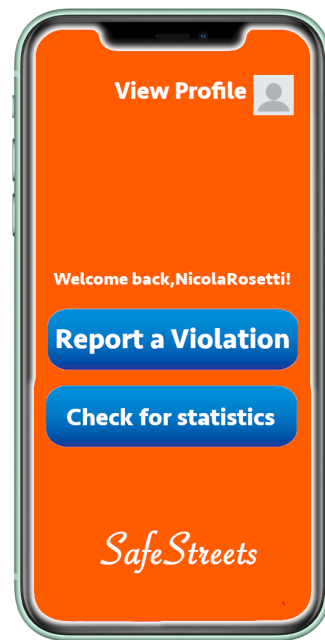 View Profile
Welcome back,NicolaRosetti!
Report a Violation
Check for statistics
SafeStreets